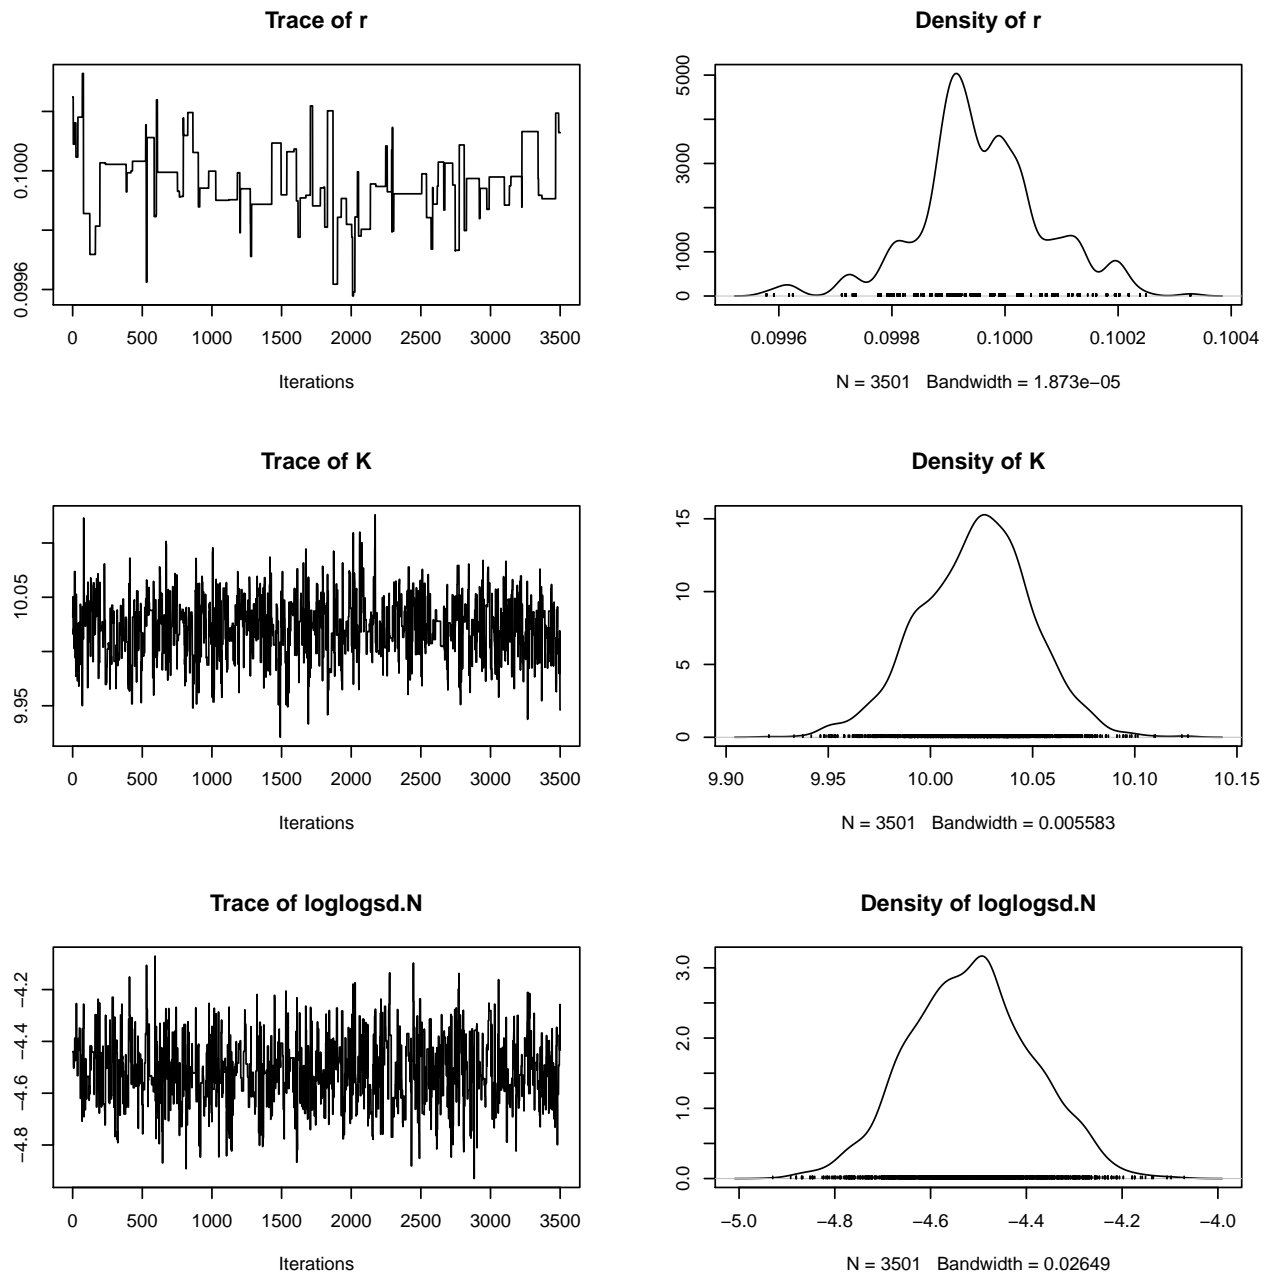 Trace of r
0.0996 0.1000
0 500 1000 1500 2000 2500 3000 3500
Iterations
Density of r
0 1000 3000 5000
0.0996 0.0998 0.1000 0.1002 0.1004
N = 3501 Bandwidth = 1.873e−05
Trace of K
9.95 10.05
0 500 1000 1500 2000 2500 3000 3500
Iterations
Density of K
0 5 10 15
9.90 9.95 10.00 10.05 10.10 10.15
N = 3501 Bandwidth = 0.005583
Trace of loglogsd.N
−4.8 −4.6 −4.4 −4.2
0 500 1000 1500 2000 2500 3000 3500
Iterations
Density of loglogsd.N
0.0 1.0 2.0 3.0
−5.0 −4.8 −4.6 −4.4 −4.2 −4.0
N = 3501 Bandwidth = 0.02649